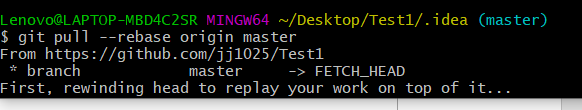 Lenovo@LAPTOP-MBD4C2SR MINGW64 ~/Desktop/Test1/.idea (master)
$ git pull --rebase origin master
From https://github.com/jj1025/Test1
 * branch            master     -> FETCH_HEAD
First, rewinding head to replay your work on top of it...